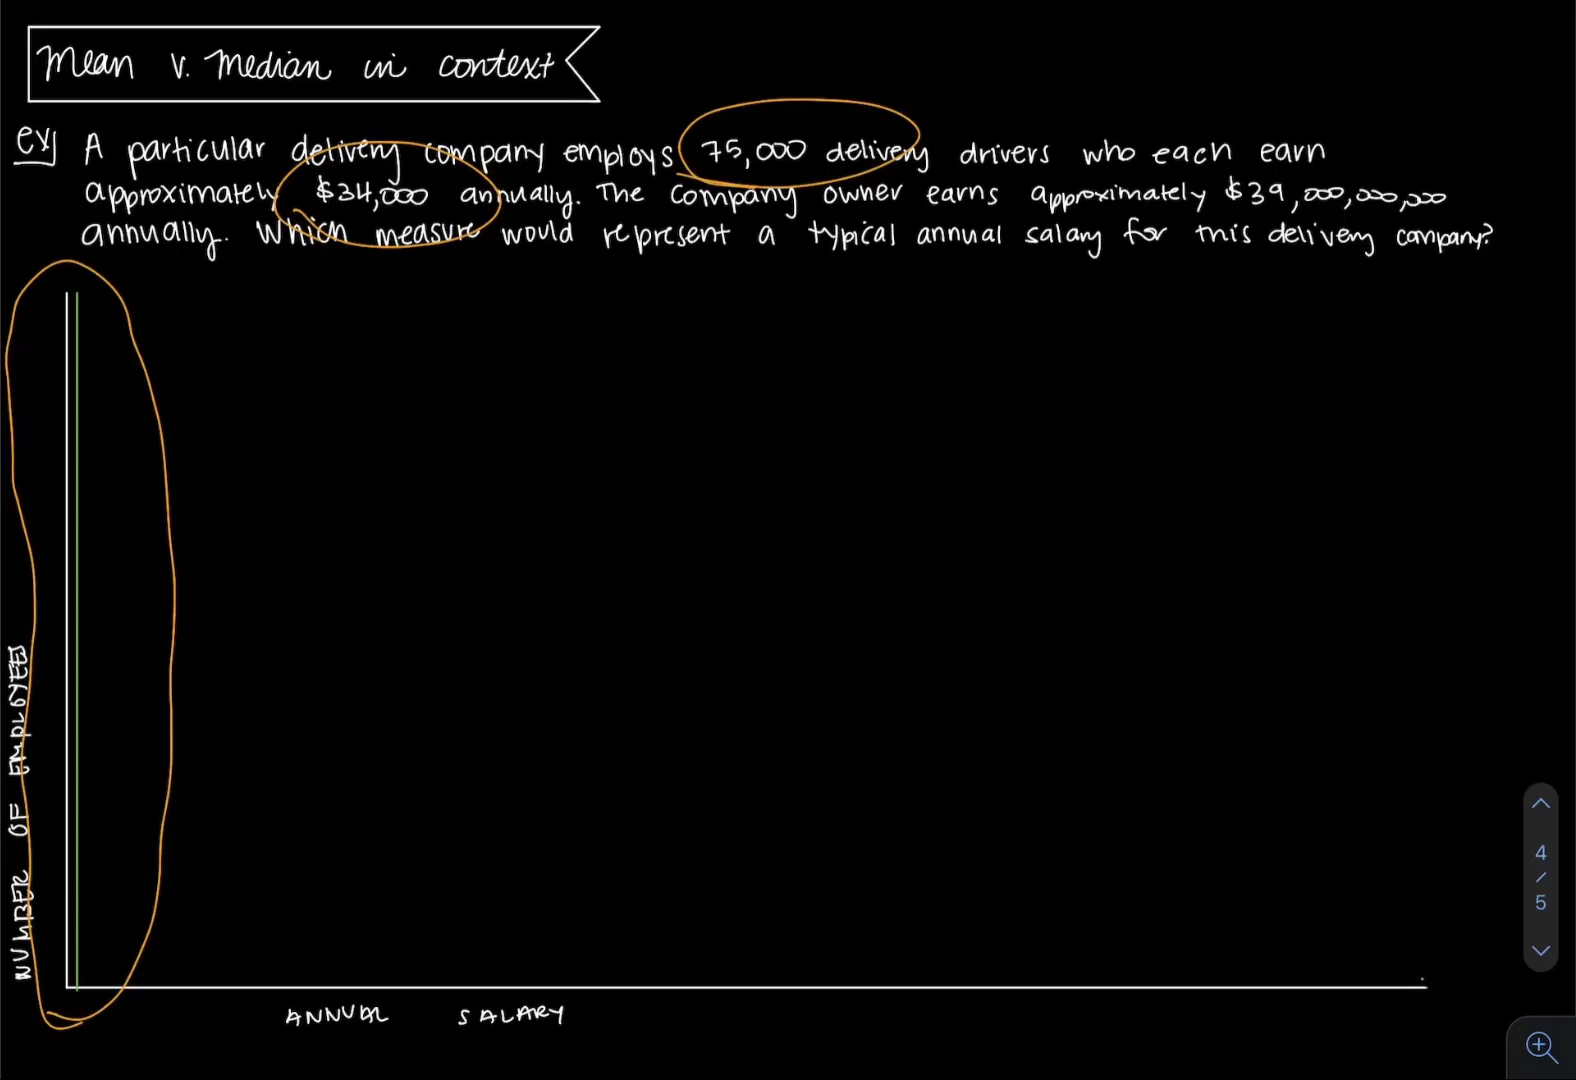 Mean v. Median in context
ex) A particular delivery company employs 75,000 delivery drivers who each earn
approximately $34,000 annually. The company owner earns approximately $39,000,000,000
annually. Which measure would represent a typical annual salary for this delivery company?
NUMBER OF EMPLOYEES
ANNUAL SALARY
4
/
5